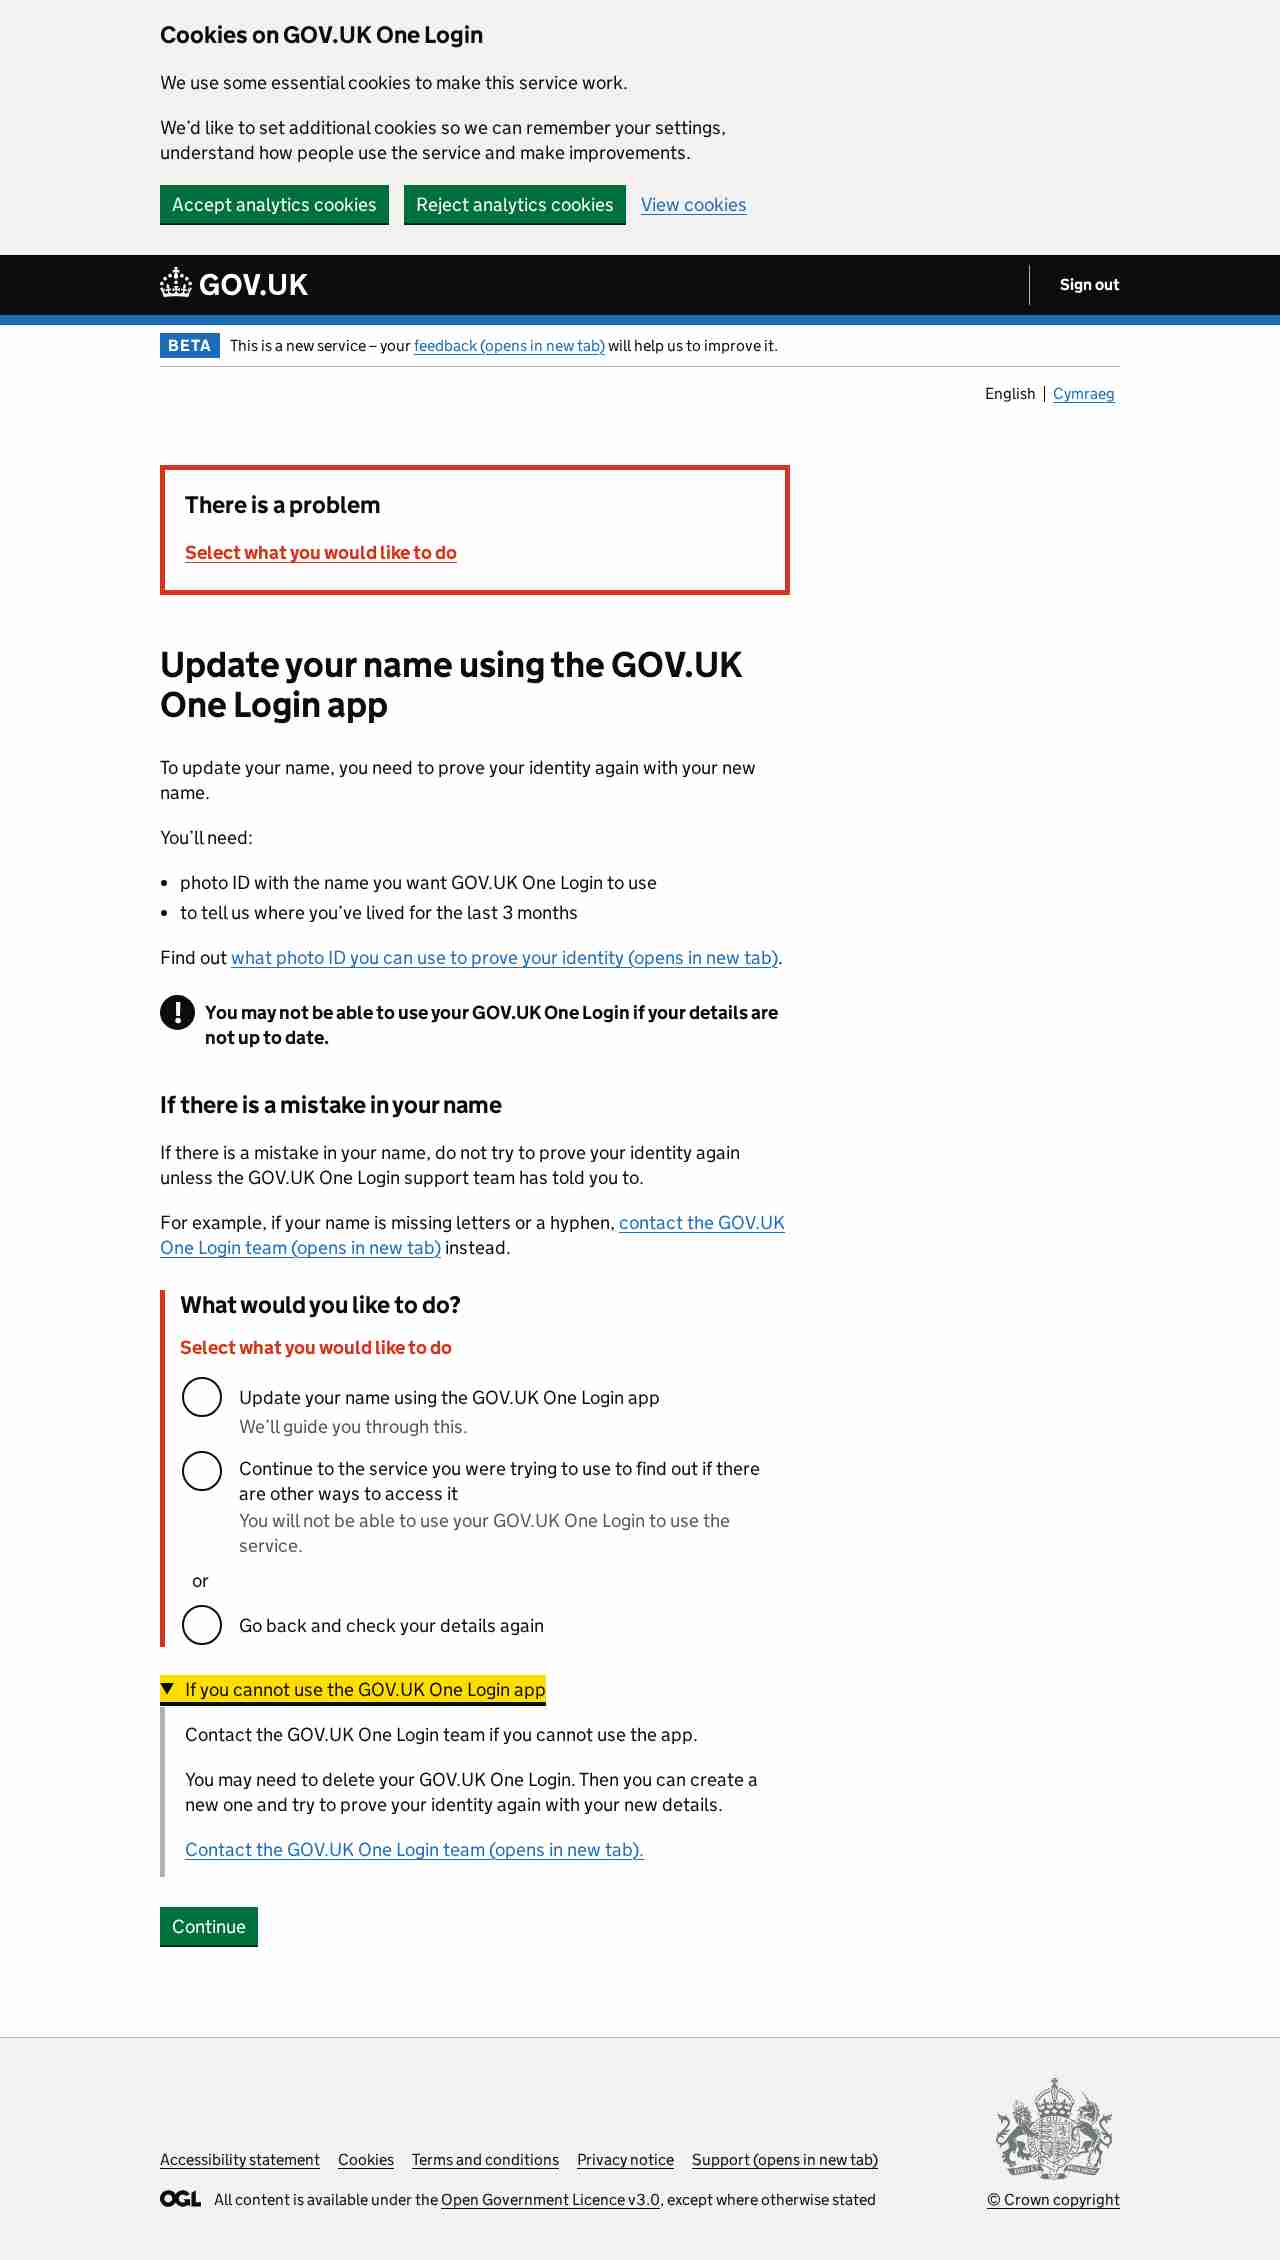 Cookies on GOV.UK One Login
We use some essential cookies to make this service work.
We’d like to set additional cookies so we can remember your settings,
understand how people use the service and make improvements.
Accept analytics cookies
Reject analytics cookies
View cookies
GOV.UK
Sign out
BETA
This is a new service – your feedback (opens in new tab) will help us to improve it.
English
Cymraeg
There is a problem
Select what you would like to do
Update your name using the GOV.UK
One Login app
To update your name, you need to prove your identity again with your new
name.
You’ll need:
• photo ID with the name you want GOV.UK One Login to use
• to tell us where you’ve lived for the last 3 months
Find out what photo ID you can use to prove your identity (opens in new tab).
! You may not be able to use your GOV.UK One Login if your details are
not up to date.
If there is a mistake in your name
If there is a mistake in your name, do not try to prove your identity again
unless the GOV.UK One Login support team has told you to.
For example, if your name is missing letters or a hyphen, contact the GOV.UK
One Login team (opens in new tab) instead.
What would you like to do?
Select what you would like to do
Update your name using the GOV.UK One Login app
We’ll guide you through this.
Continue to the service you were trying to use to find out if there
are other ways to access it
You will not be able to use your GOV.UK One Login to use the
service.
or
Go back and check your details again
If you cannot use the GOV.UK One Login app
Contact the GOV.UK One Login team if you cannot use the app.
You may need to delete your GOV.UK One Login. Then you can create a
new one and try to prove your identity again with your new details.
Contact the GOV.UK One Login team (opens in new tab).
Continue
Accessibility statement
Cookies
Terms and conditions
Privacy notice
Support (opens in new tab)
OGL
All content is available under the Open Government Licence v3.0, except where otherwise stated
© Crown copyright